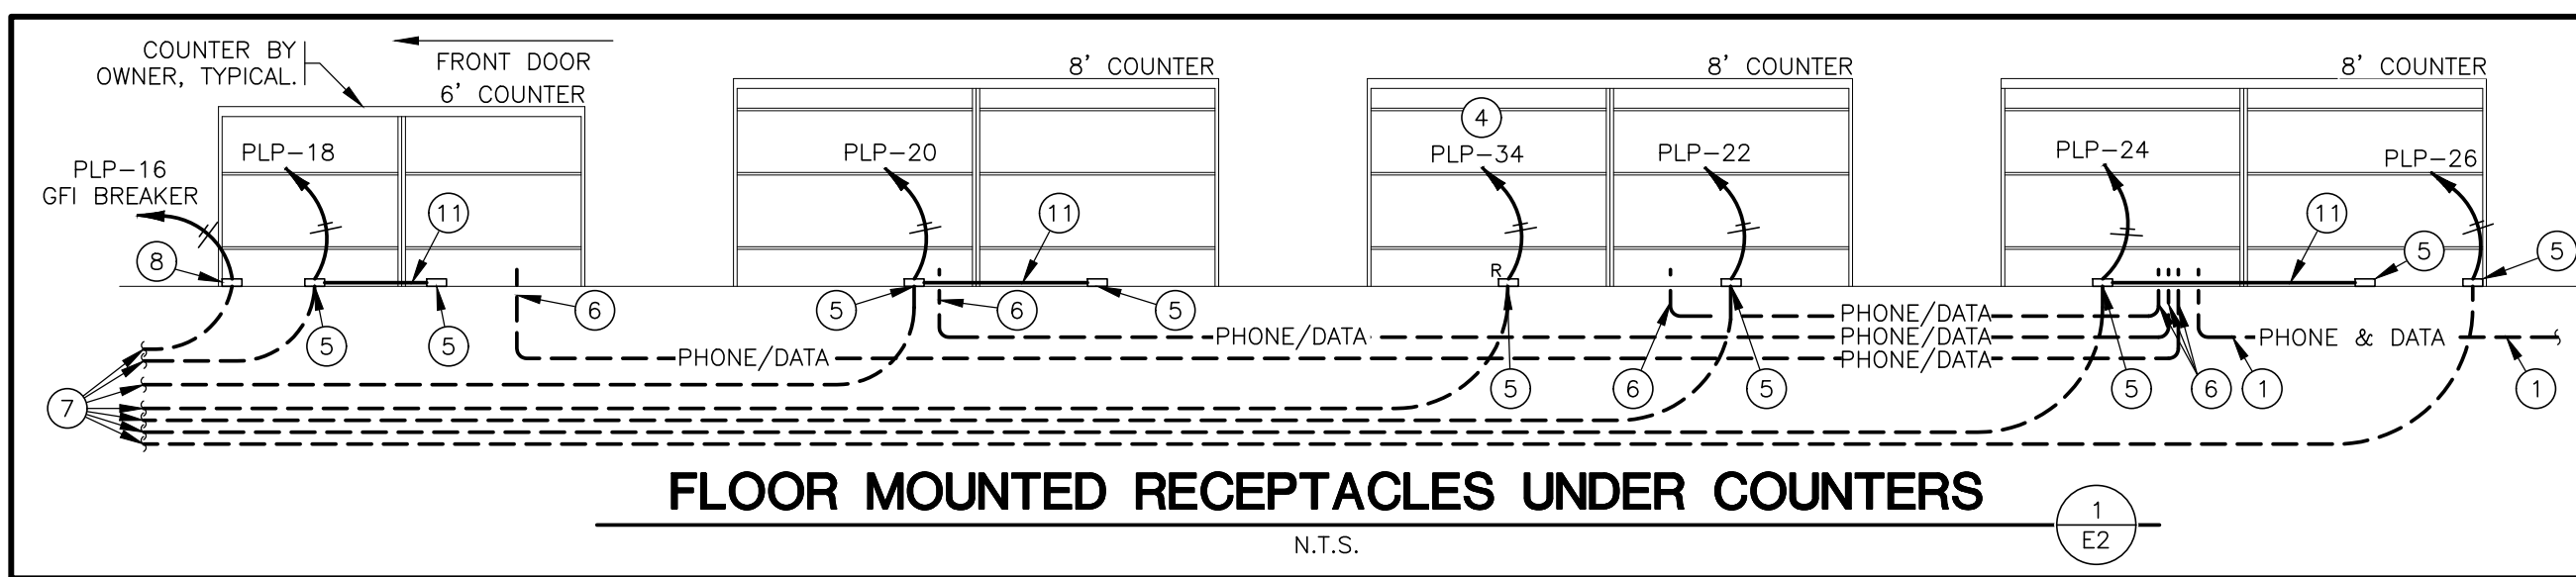 COUNTER BY
OWNER, TYPICAL.
FRONT DOOR
6' COUNTER
8' COUNTER
8' COUNTER
8' COUNTER
PLP-16
GFI BREAKER
PLP-18
PLP-20
4
PLP-34
PLP-22
PLP-24
PLP-26
11
11
11
8
R
5
5
5
5
6
5
6
5
PHONE/DATA
PHONE/DATA
PHONE/DATA
PHONE/DATA
PHONE/DATA
PHONE & DATA
7
5
6
5
5
6
1
1
FLOOR MOUNTED RECEPTACLES UNDER COUNTERS
N.T.S.
1
E2